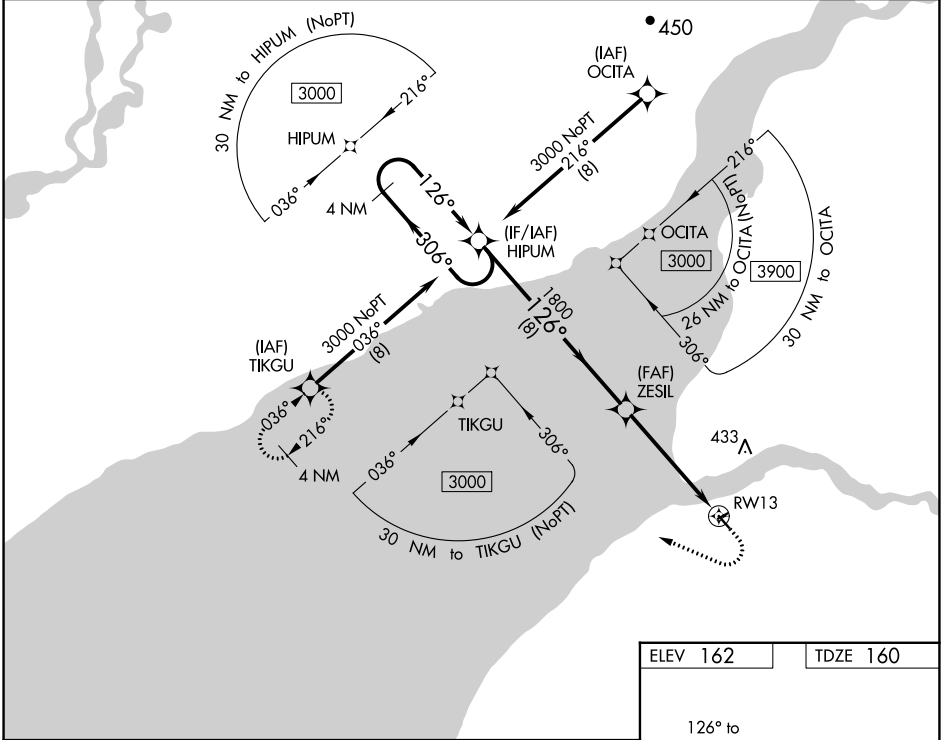 30 NM to HIPUM (NoPT)
3000
216°
HIPUM
036°
450
(IAF)
OCITA
3000 NoPT
216°
(8)
4 NM
126°
306°
(IF/IAF)
HIPUM
216°
OCITA
3000
26 NM to OCITA (NoPT)
3900
30 NM to OCITA
306°
1800
126°
(8)
3000 NoPT
036°
(8)
(IAF)
TIKGU
036°
216°
4 NM
(FAF)
ZESIL
TIKGU
036°
306°
3000
30 NM to TIKGU (NoPT)
433
RW13
ELEV 162
TDZE 160
126° to